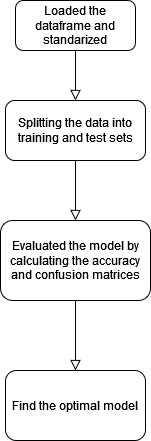 Loaded the
dataframe and
standarized
Splitting the data into
training and test sets
Evaluated the model by
calculating the accuracy
and confusion matrices
Find the optimal model